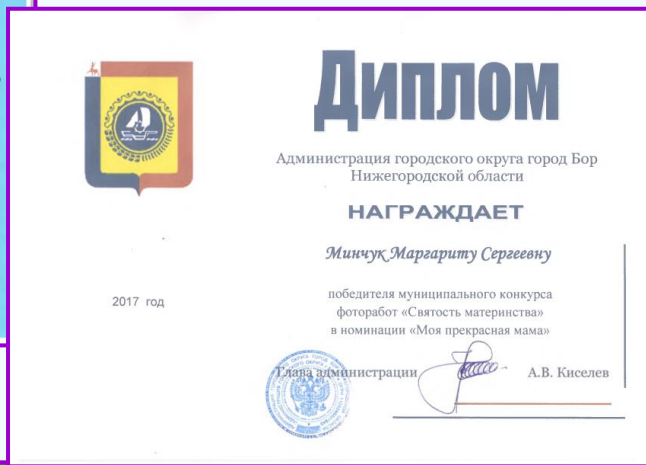 Диплом
Администрация городского округа город Бор
Нижегородской области
НАГРАЖДАЕТ
Минчук Маргариту Сергеевну
2017 год
победителя муниципального конкурса
фоторабот «Святость материнства»
в номинации «Моя прекрасная мама»
Глава администрации А.В. Киселев